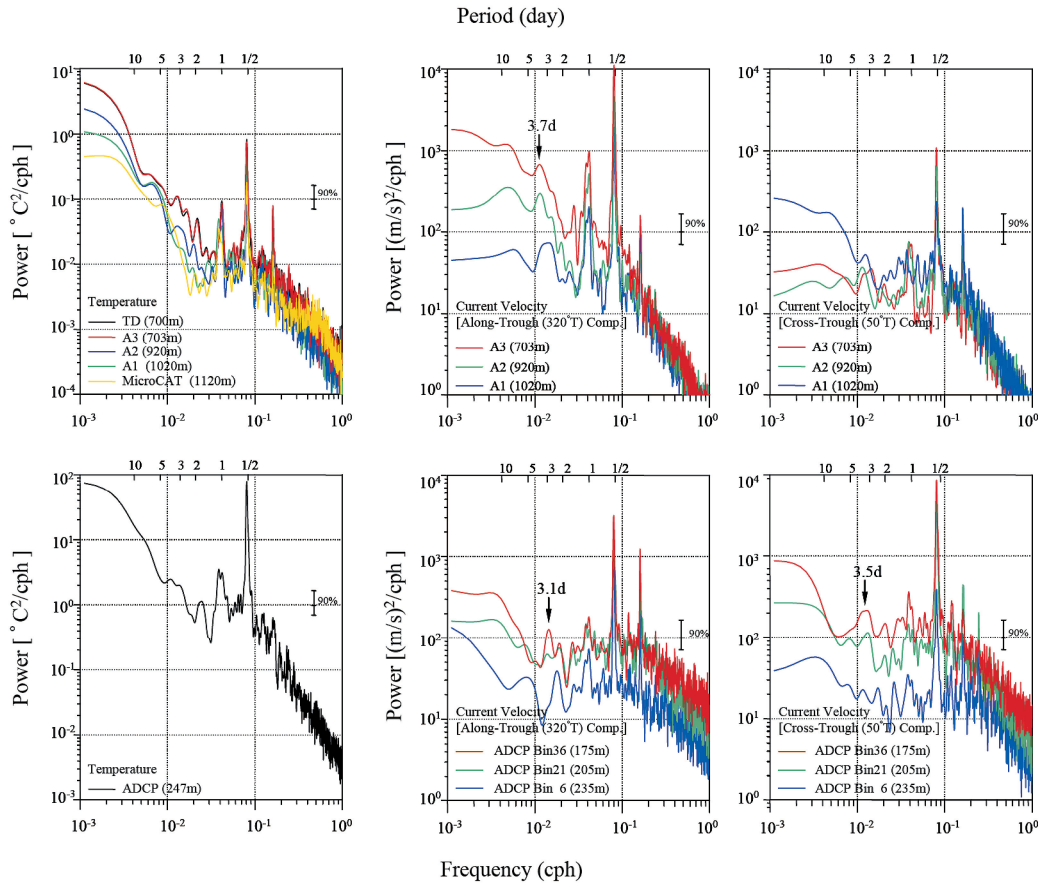 Period (day)
10 5 3 2 1 1/2
10 5 3 2 1 1/2
10 5 3 2 1 1/2
Power [ ˚ C2/cph ]
10^1
10^0
10^-1
10^-2
10^-3
10^-4
90%
Temperature
TD (700m)
A3 (703m)
A2 (920m)
A1 (1020m)
MicroCAT (1120m)
10^-3 10^-2 10^-1 10^0
Power [(m/s)^2/cph ]
10^4
10^3
10^2
10^1
10^0
3.7d
90%
Current Velocity
[Along-Trough (320˚T) Comp.]
A3 (703m)
A2 (920m)
A1 (1020m)
10^-3 10^-2 10^-1 10^0
10^4
10^3
10^2
10^1
10^0
90%
Current Velocity
[Cross-Trough (50˚T) Comp.]
A3 (703m)
A2 (920m)
A1 (1020m)
10^-3 10^-2 10^-1 10^0
10 5 3 2 1 1/2
10 5 3 2 1 1/2
10 5 3 2 1 1/2
Power [ ˚ C2/cph ]
10^2
10^1
10^0
10^-1
10^-2
10^-3
90%
Temperature
ADCP (247m)
10^-3 10^-2 10^-1 10^0
Power [(m/s)^2/cph ]
10^4
10^3
10^2
10^1
10^0
3.1d
90%
Current Velocity
[Along-Trough (320˚T) Comp.]
ADCP Bin36 (175m)
ADCP Bin21 (205m)
ADCP Bin 6 (235m)
10^-3 10^-2 10^-1 10^0
10^4
10^3
10^2
10^1
10^0
3.5d
90%
Current Velocity
[Cross-Trough (50˚T) Comp.]
ADCP Bin36 (175m)
ADCP Bin21 (205m)
ADCP Bin 6 (235m)
10^-3 10^-2 10^-1 10^0
Frequency (cph)